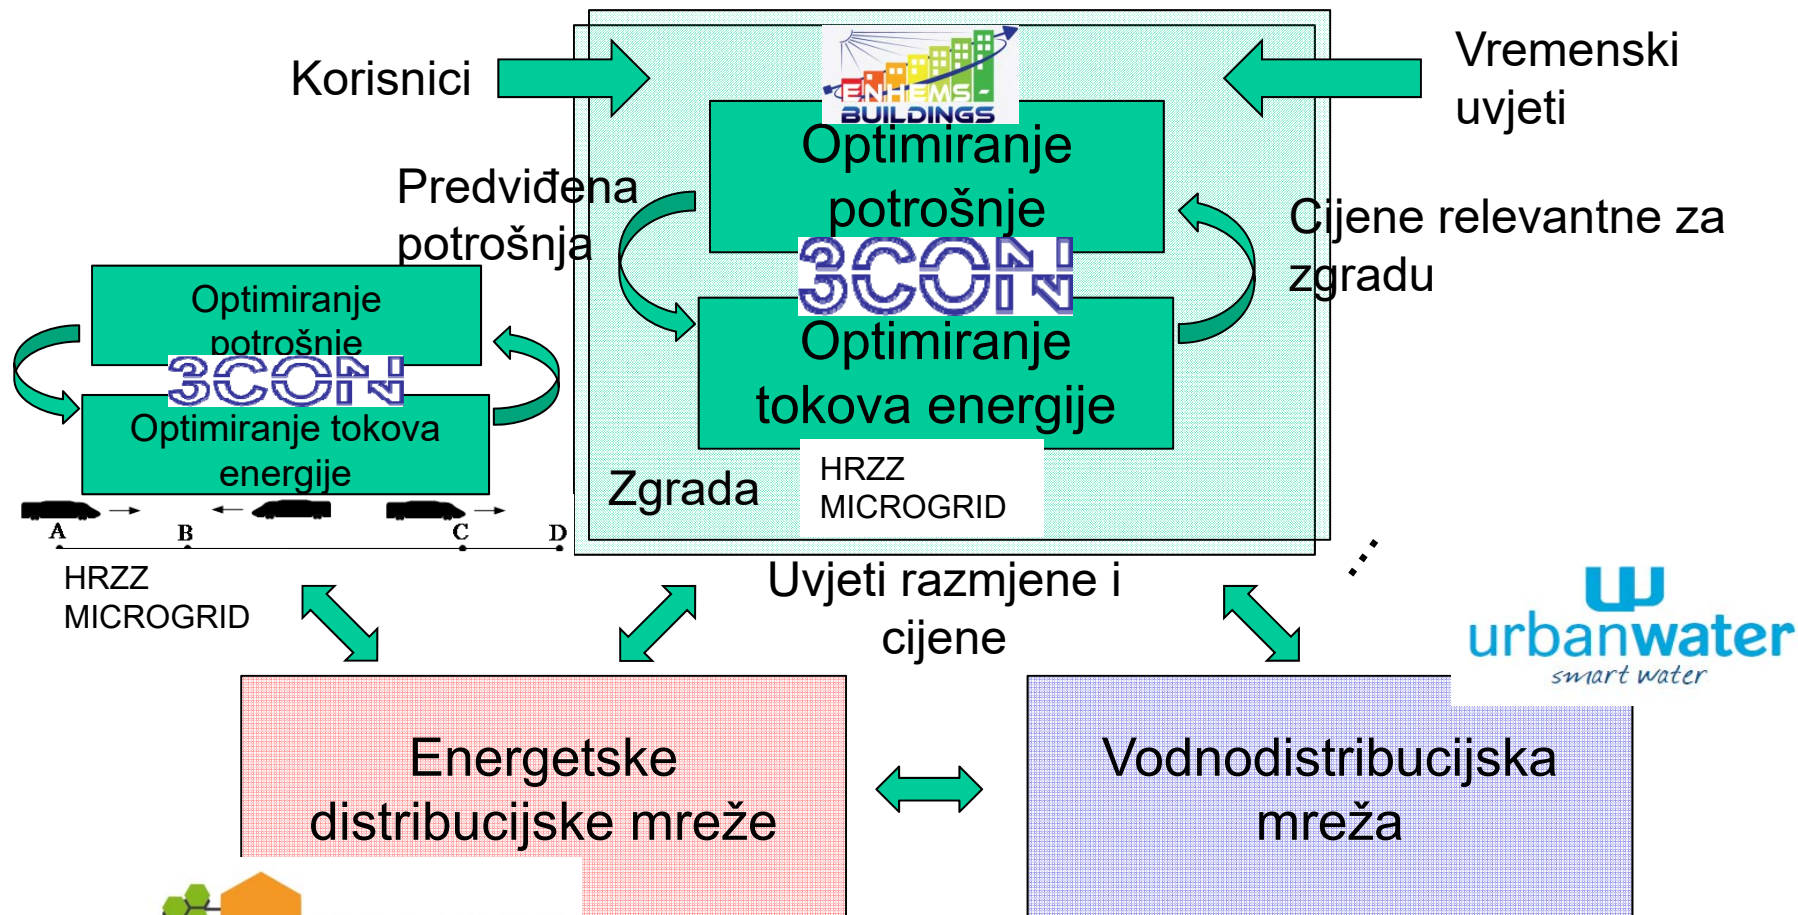 Korisnici
ENHEMS-
BUILDINGS
Vremenski
uvjeti
Optimiranje
potrošnje
Predviđena
potrošnja
Cijene relevantne za
zgradu
3CON
Optimiranje
tokova energije
Optimiranje
potrošnje
3CON
Optimiranje tokova
energije
Zgrada
HRZZ
MICROGRID
A B C D
HRZZ
MICROGRID
Uvjeti razmjene i
cijene
...
urbanwater
smart water
Energetske
distribucijske mreže
Vodnodistribucijska
mreža